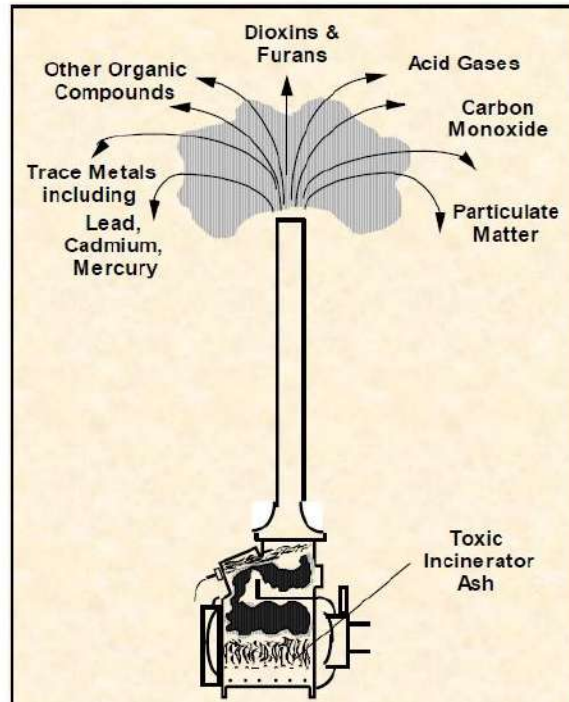 Dioxins &
Furans
Other Organic
Compounds
Acid Gases
Carbon
Monoxide
Trace Metals
including
Lead,
Cadmium,
Mercury
Particulate
Matter
Toxic
Incinerator
Ash